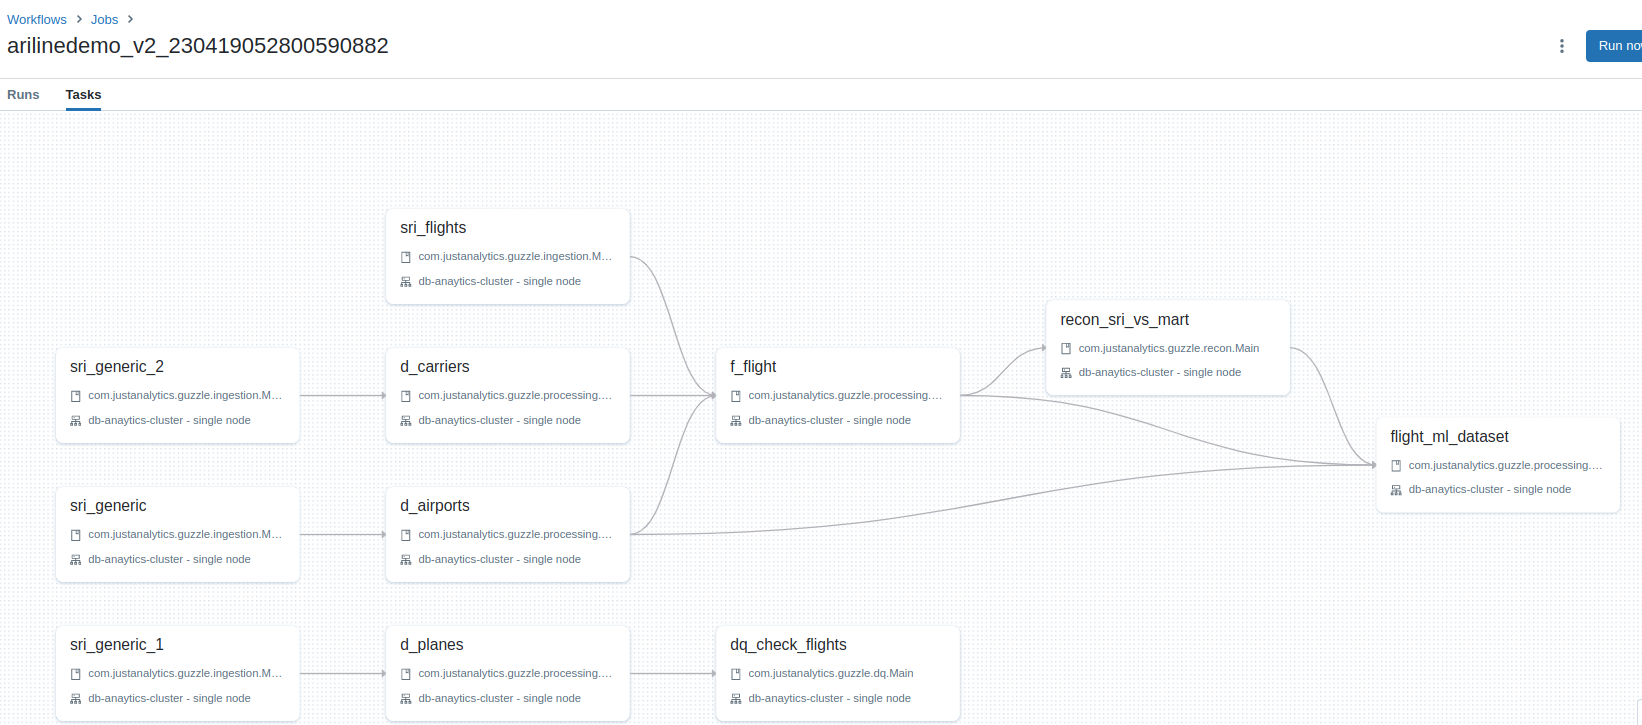 Workflows > Jobs >
arilinedemo_v2_230419052800590882
Run no
Runs Tasks
sri_flights
com.justanalytics.guzzle.ingestion.M...
db-anaytics-cluster - single node
recon_sri_vs_mart
com.justanalytics.guzzle.recon.Main
db-anaytics-cluster - single node
sri_generic_2
com.justanalytics.guzzle.ingestion.M...
db-anaytics-cluster - single node
d_carriers
com.justanalytics.guzzle.processing....
db-anaytics-cluster - single node
f_flight
com.justanalytics.guzzle.processing....
db-anaytics-cluster - single node
flight_ml_dataset
com.justanalytics.guzzle.processing....
db-anaytics-cluster - single node
sri_generic
com.justanalytics.guzzle.ingestion.M...
db-anaytics-cluster - single node
d_airports
com.justanalytics.guzzle.processing....
db-anaytics-cluster - single node
sri_generic_1
com.justanalytics.guzzle.ingestion.M...
db-anaytics-cluster - single node
d_planes
com.justanalytics.guzzle.processing....
db-anaytics-cluster - single node
dq_check_flights
com.justanalytics.guzzle.dq.Main
db-anaytics-cluster - single node